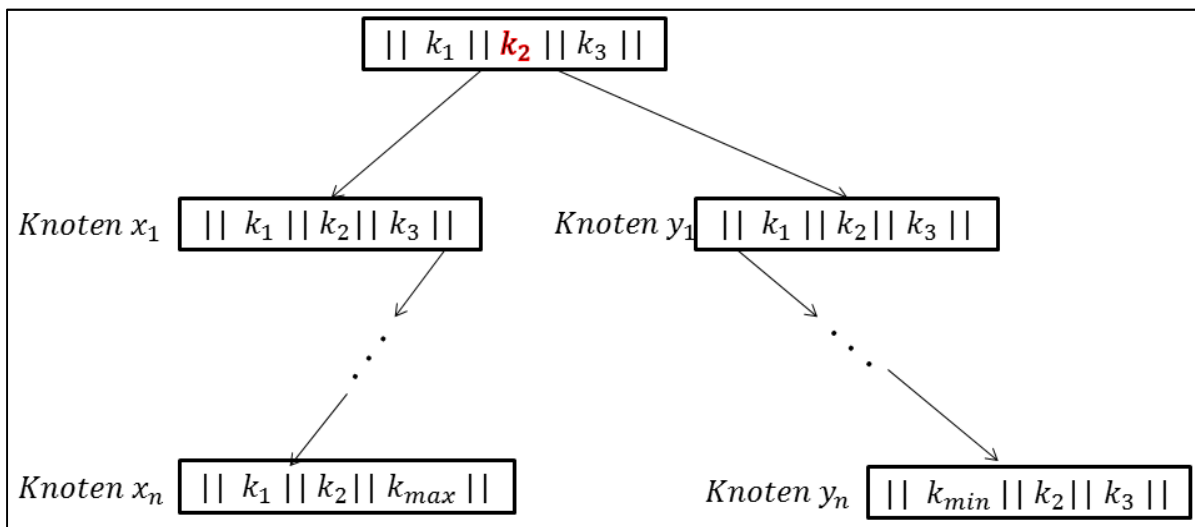 || k₁ || k₂ || k₃ ||
Knoten x₁ || k₁ || k₂ || k₃ ||
Knoten y₁ || k₁ || k₂ || k₃ ||
Knoten xₙ || k₁ || k₂ || kₘₐₓ ||
Knoten yₙ || kₘᵢₙ || k₂ || k₃ ||